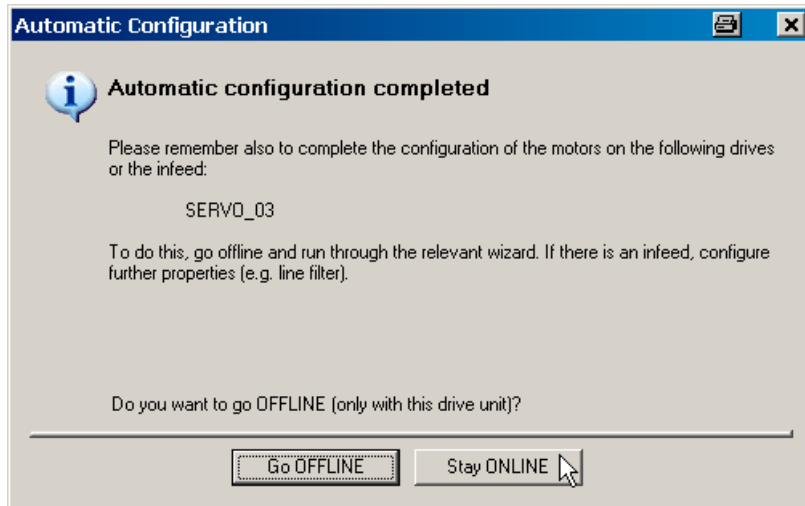 Automatic Configuration
Automatic configuration completed
Please remember also to complete the configuration of the motors on the following drives
or the infeed:
SERVO_03
To do this, go offline and run through the relevant wizard. If there is an infeed, configure
further properties (e.g. line filter).
Do you want to go OFFLINE (only with this drive unit)?
Go OFFLINE
Stay ONLINE